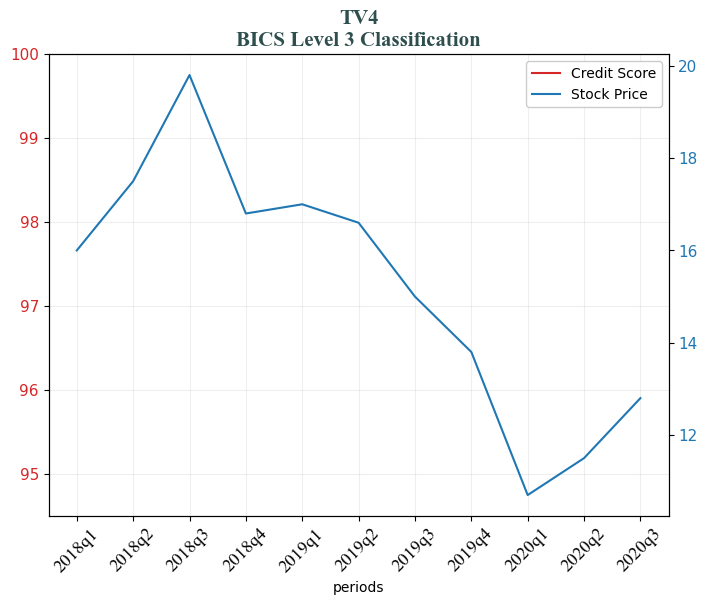 TV4
BICS Level 3 Classification
Credit Score
Stock Price
100
99
98
97
96
95
20
18
16
14
12
2018q1
2018q2
2018q3
2018q4
2019q1
2019q2
2019q3
2019q4
2020q1
2020q2
2020q3
periods